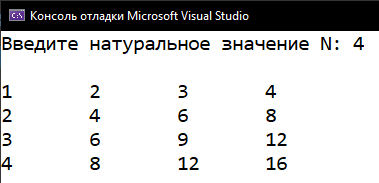 Консоль отладки Microsoft Visual Studio
Введите натуральное значение N: 4
1 2 3 4
2 4 6 8
3 6 9 12
4 8 12 16